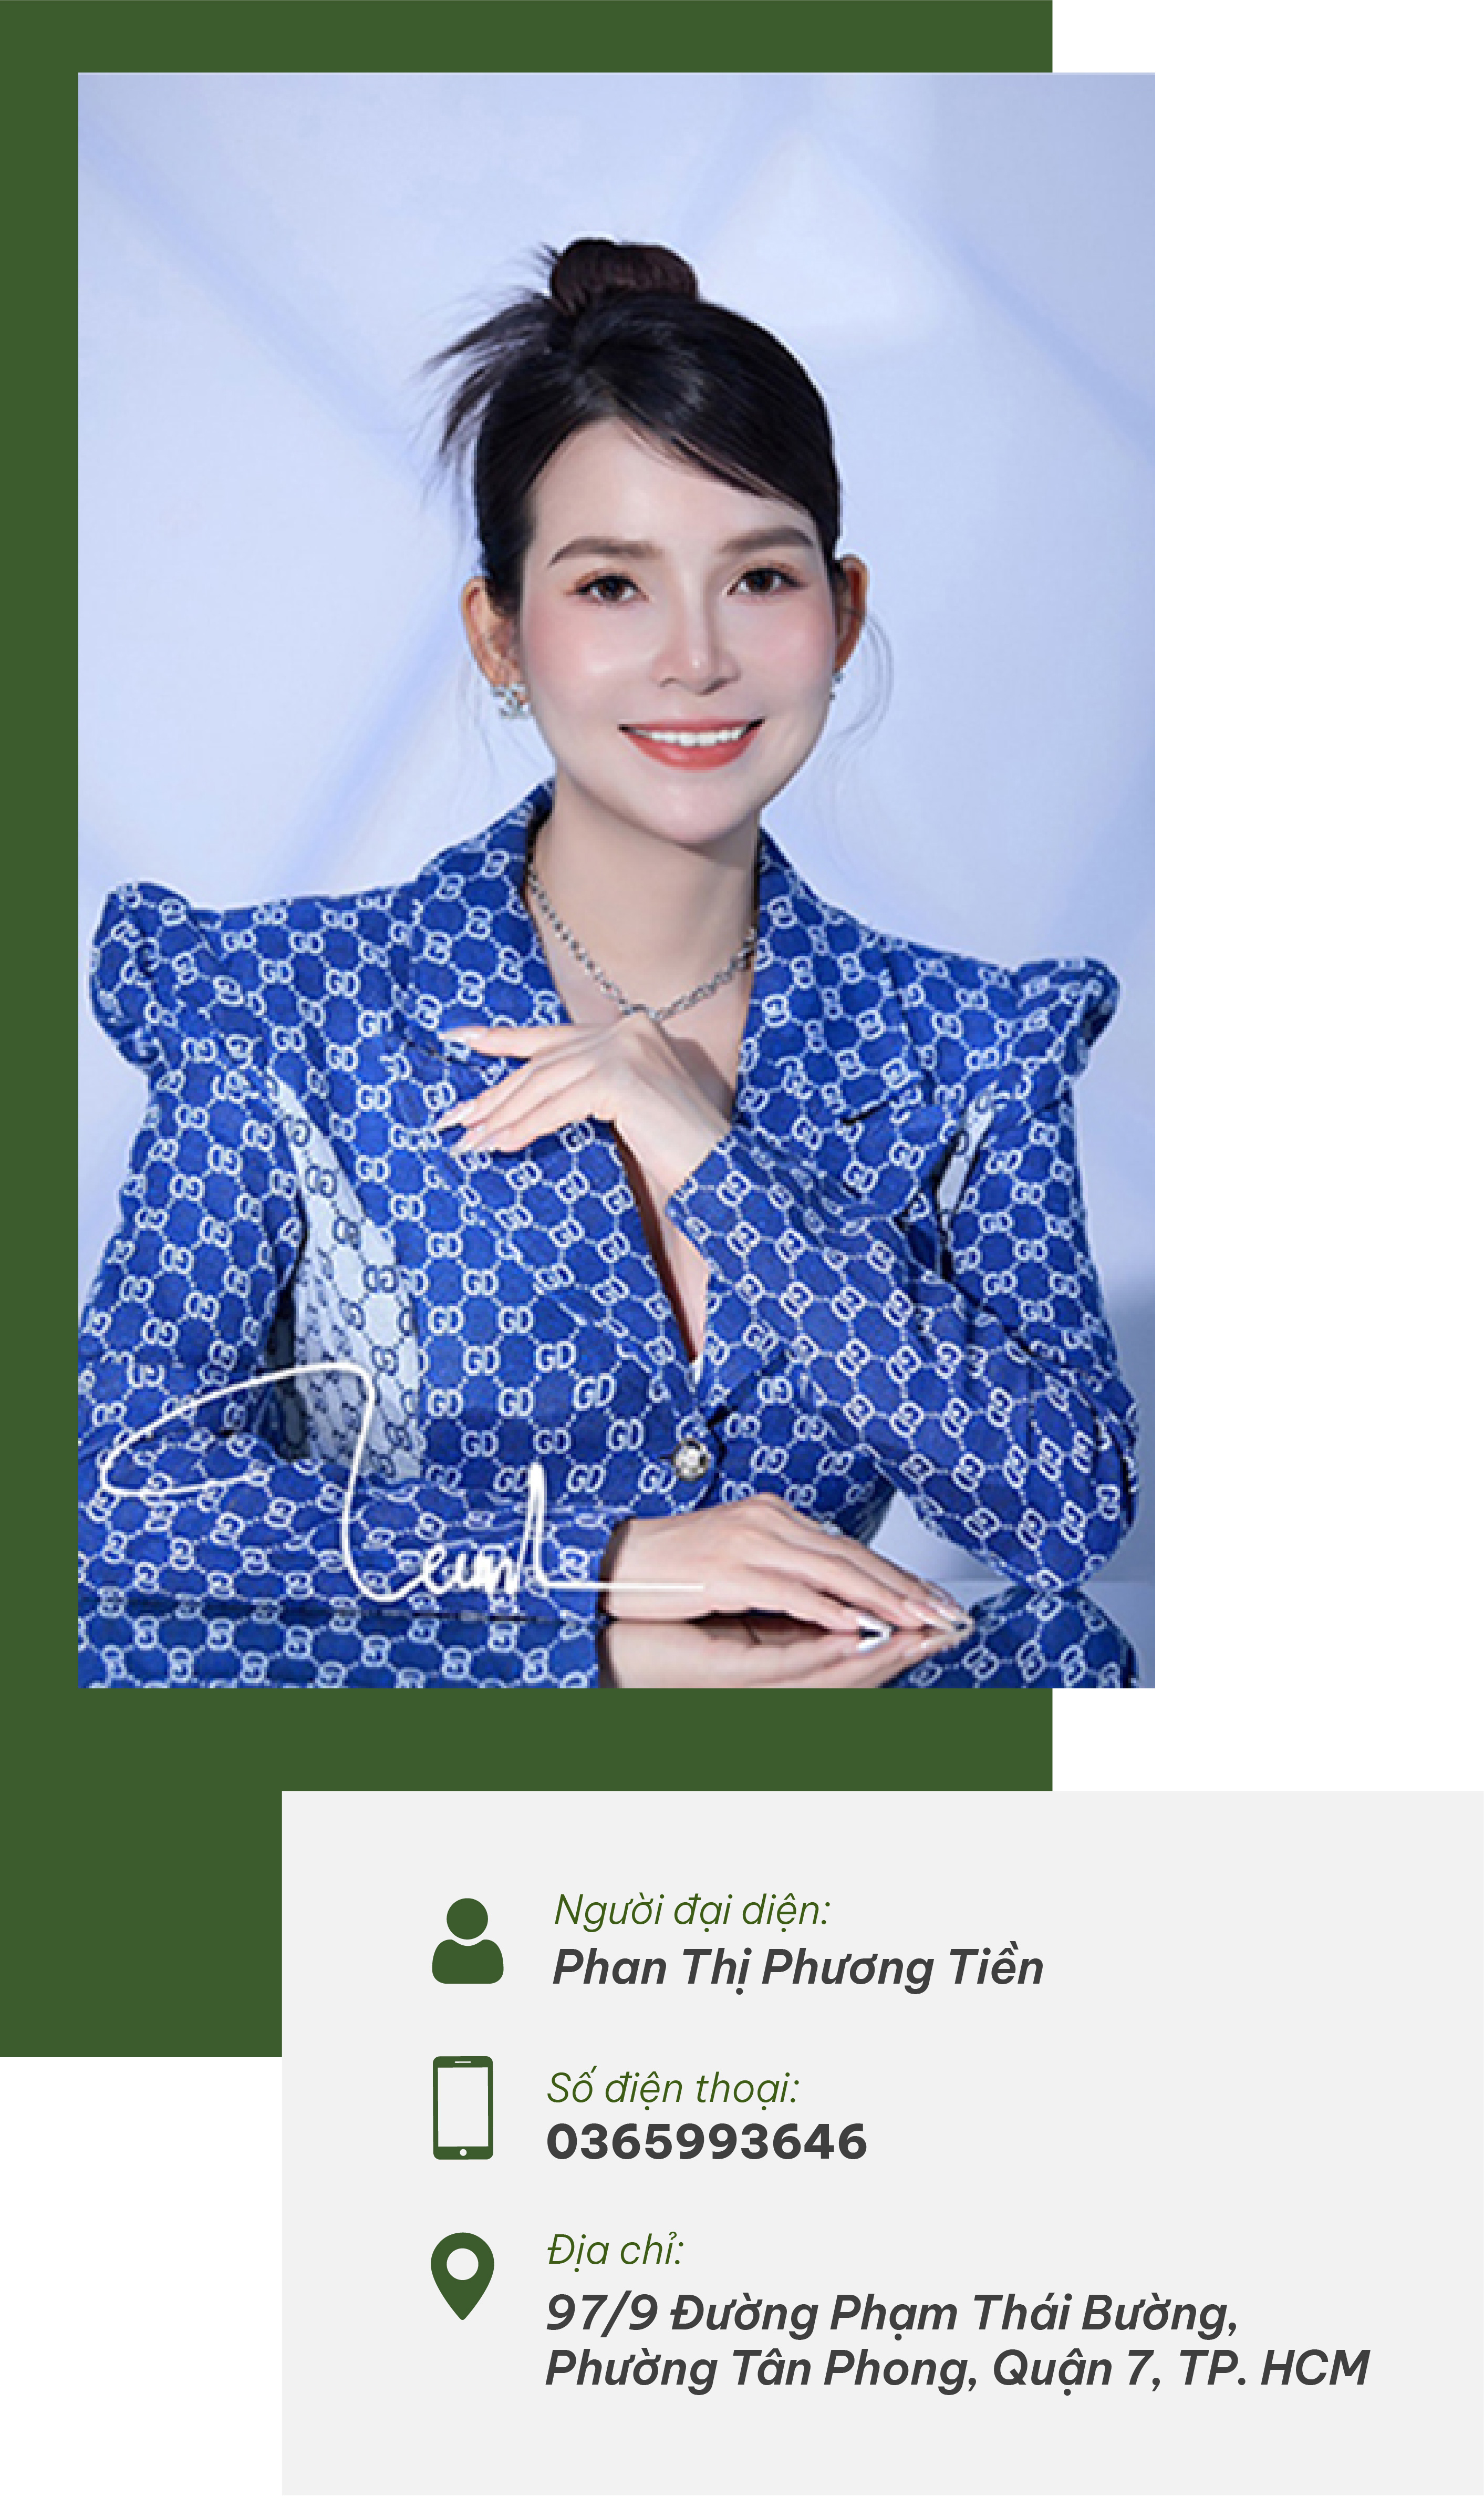 Người đại diện:
Phan Thị Phương Tiền
Số điện thoại:
0365993646
Địa chỉ:
97/9 Đường Phạm Thái Bường,
Phường Tân Phong, Quận 7, TP. HCM